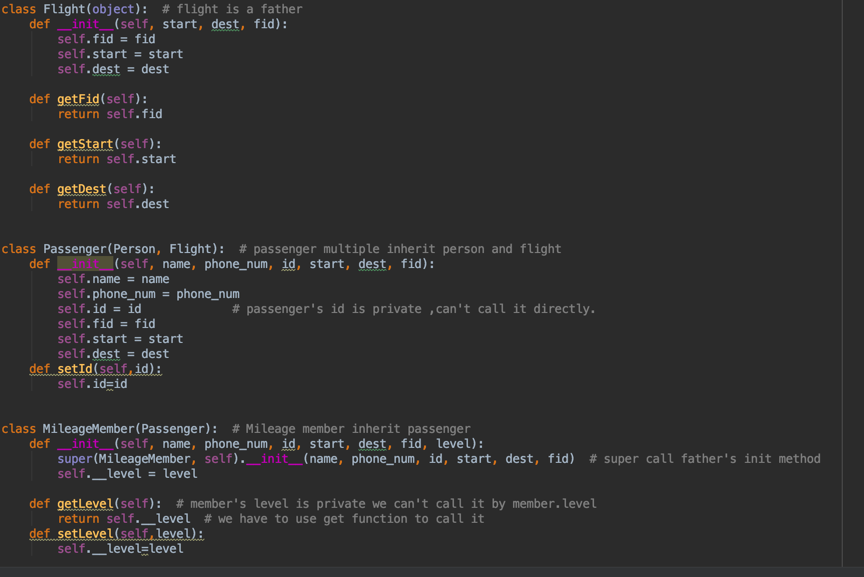 class Flight(object):  # flight is a father
    def __init__(self, start, dest, fid):
        self.fid = fid
        self.start = start
        self.dest = dest
    def getFid(self):
        return self.fid
    def getStart(self):
        return self.start
    def getDest(self):
        return self.dest
class Passenger(Person, Flight):  # passenger multiple inherit person and flight
    def __init__(self, name, phone_num, id, start, dest, fid):
        self.name = name
        self.phone_num = phone_num
        self.id = id             # passenger's id is private ,can't call it directly.
        self.fid = fid
        self.start = start
        self.dest = dest
    def setId(self,id):
        self.id=id
class MileageMember(Passenger):  # Mileage member inherit passenger
    def __init__(self, name, phone_num, id, start, dest, fid, level):
        super(MileageMember, self).__init__(name, phone_num, id, start, dest, fid)  # super call father's init method
        self.__level = level
    def getLevel(self):  # member's level is private we can't call it by member.level
        return self.__level  # we have to use get function to call it
    def setLevel(self,level):
        self.__level=level